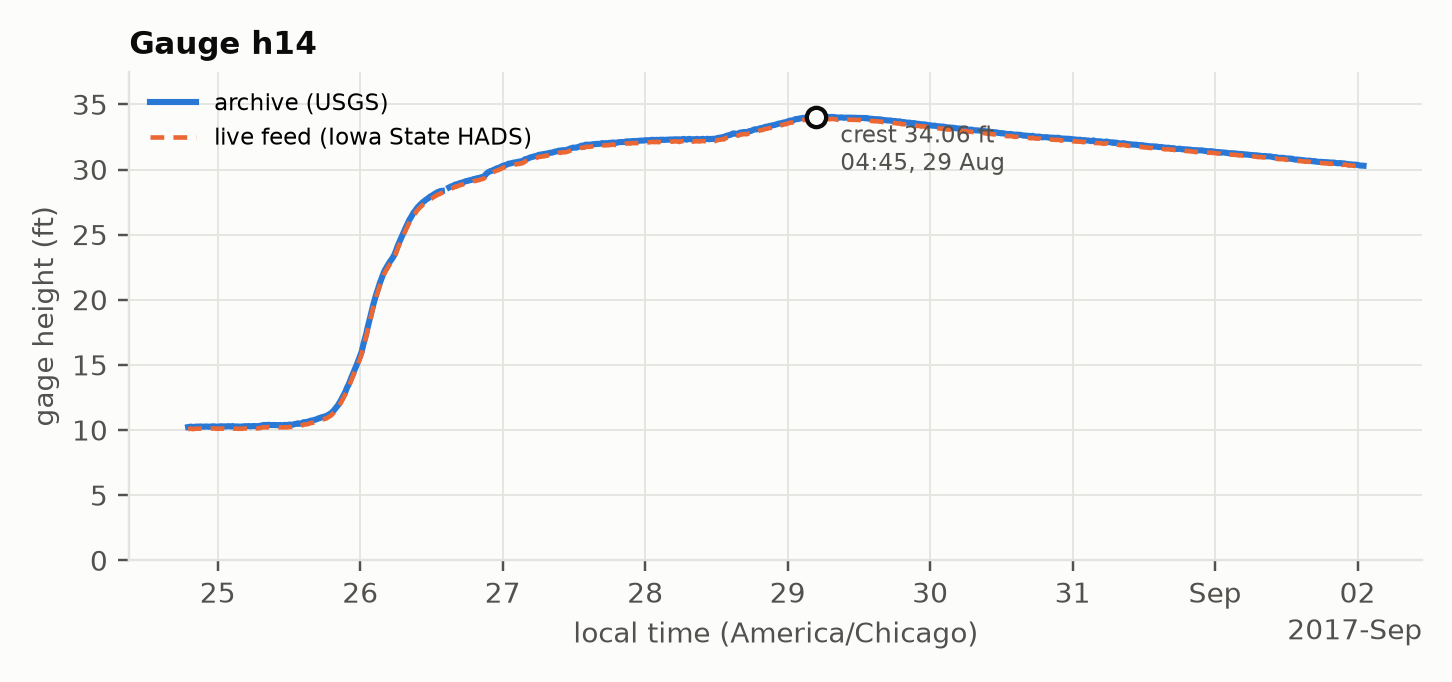 Gauge h14
archive (USGS)
live feed (Iowa State HADS)
crest 34.06 ft
04:45, 29 Aug
gage height (ft)
35
30
25
20
15
10
5
0
25 26 27 28 29 30 31 Sep 02
2017-Sep
local time (America/Chicago)